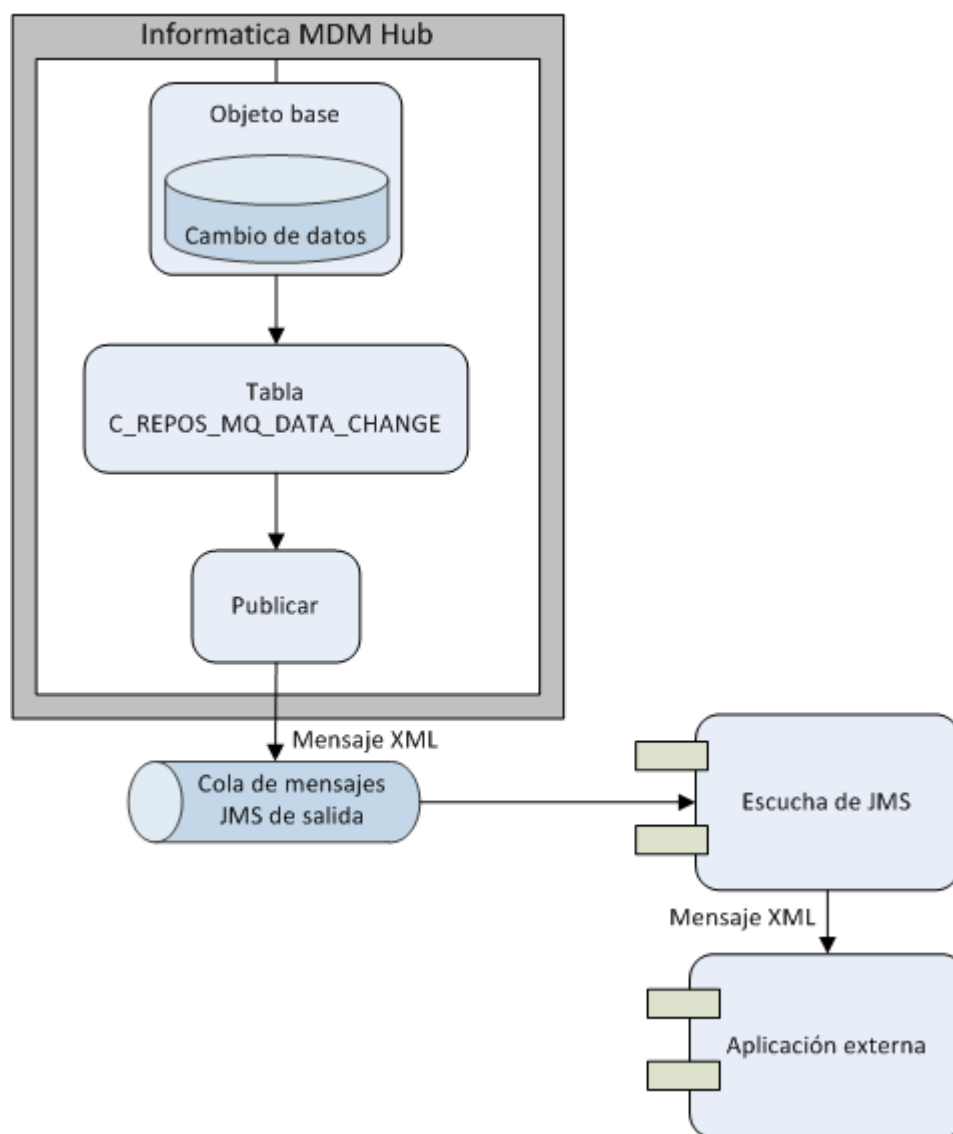 Informatica MDM Hub
Objeto base
Cambio de datos
Tabla
C_REPOS_MQ_DATA_CHANGE
Publicar
Mensaje XML
Cola de mensajes
JMS de salida
Escucha de JMS
Mensaje XML
Aplicación externa